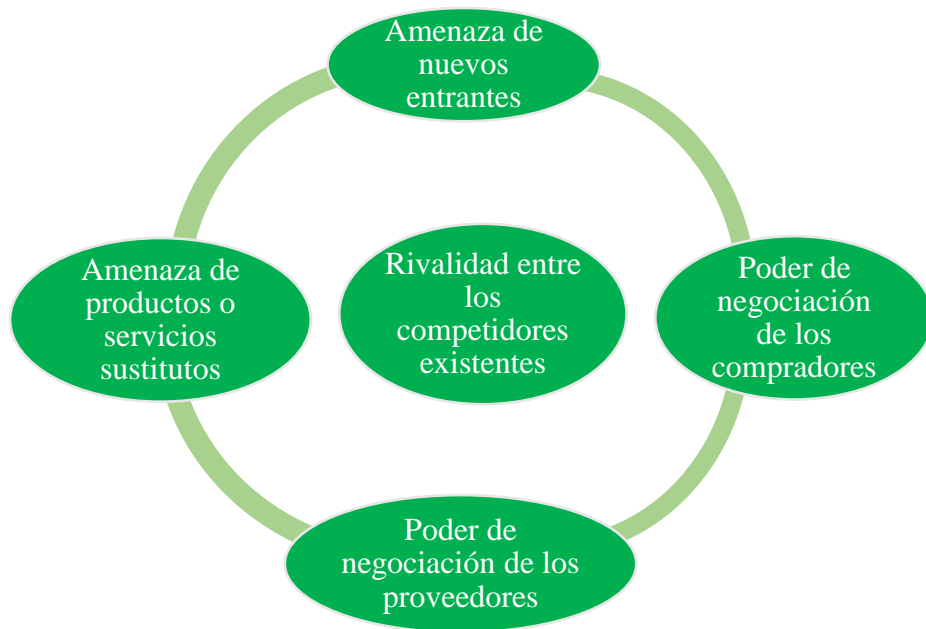 Amenaza de
nuevos
entrantes
Amenaza de
productos o
servicios
sustitutos
Rivalidad entre
los
competidores
existentes
Poder de
negociación
de los
compradores
Poder de
negociación de los
proveedores